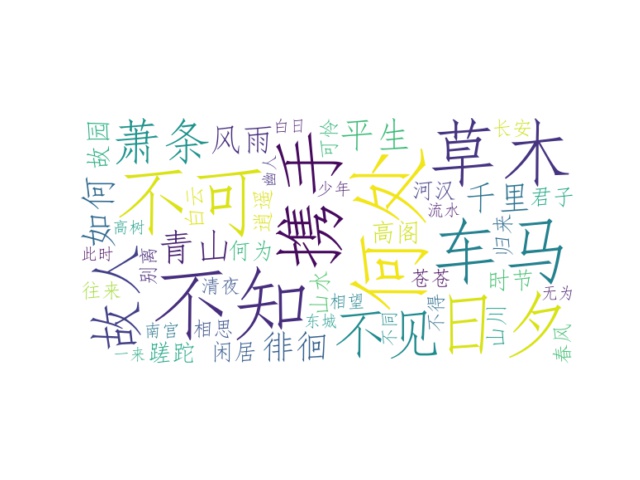 故园
萧条
风雨
白日
可怜
平生
草木
长安
不可
白云
逍遥
幽人
携手
少年
何处
河汉
流水
千里
君子
归来
如何
高树
此时
别离
青山
何为
高阁
车马
往来
故人
不知
清夜
山水
相望
苍苍
不得
时节
无为
南宫
相思
东城
不同
不见
日夕
山川
春风
一来
蹉跎
闲居
徘徊